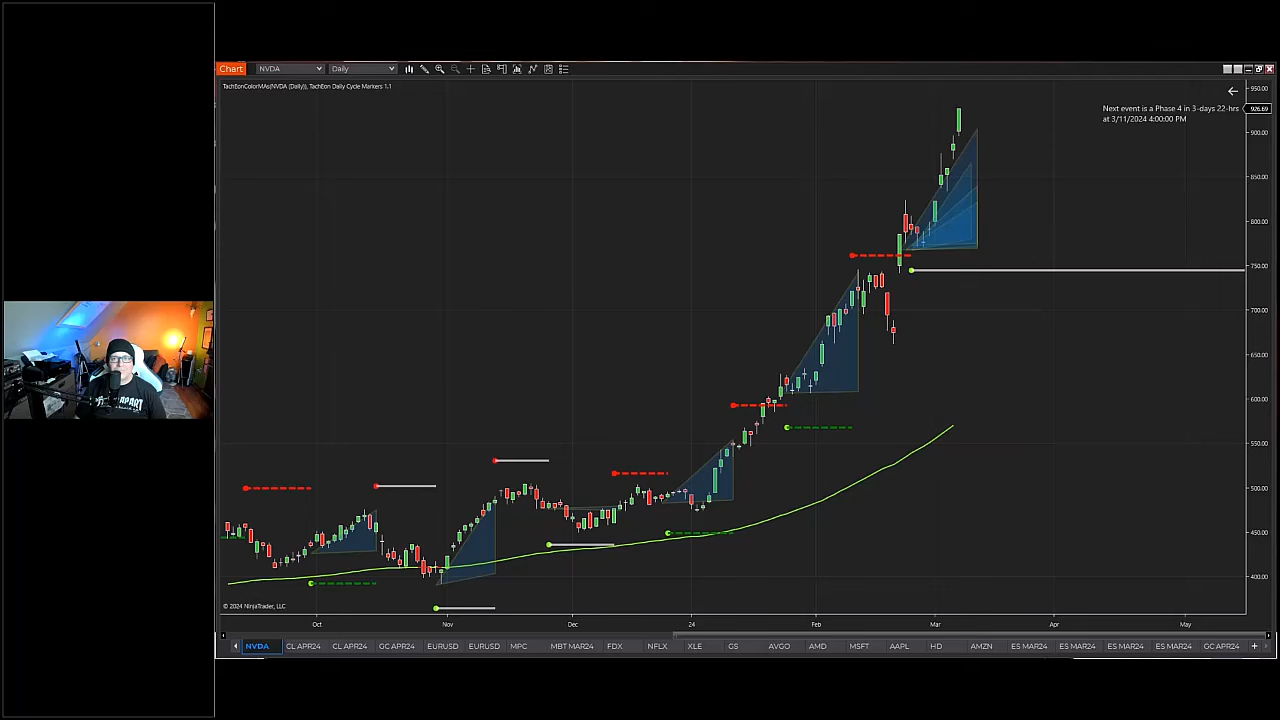 Chart
NVDA
Daily
TachEonColorMAs(NVDA (Daily)), TachEon Daily Cycle Markers 1.1
Next event is a Phase 4 in 3-days 22-hrs
at 3/11/2024 4:00:00 PM
950.00
926.69
900.00
850.00
800.00
750.00
700.00
650.00
600.00
550.00
500.00
450.00
400.00
© 2024 NinjaTrader, LLC
Oct
Nov
Dec
24
Feb
Mar
Apr
May
NVDA
CL APR24
CL APR24
GC APR24
EURUSD
EURUSD
MPC
MBT MAR24
FDX
NFLX
XLE
GS
AVGO
AMD
MSFT
AAPL
HD
AMZN
ES MAR24
ES MAR24
ES MAR24
ES MAR24
GC APR24